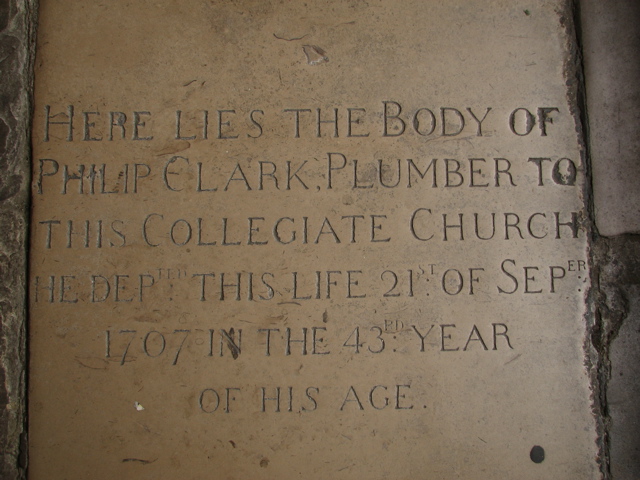 HERE LIES THE BODY OF
PHILIP CLARK, PLUMBER TO
THIS COLLEGIATE CHURCH
HE DEPTED: THIS LIFE 21ST: OF SEPER
1707 IN THE 43RD: YEAR
OF HIS AGE.